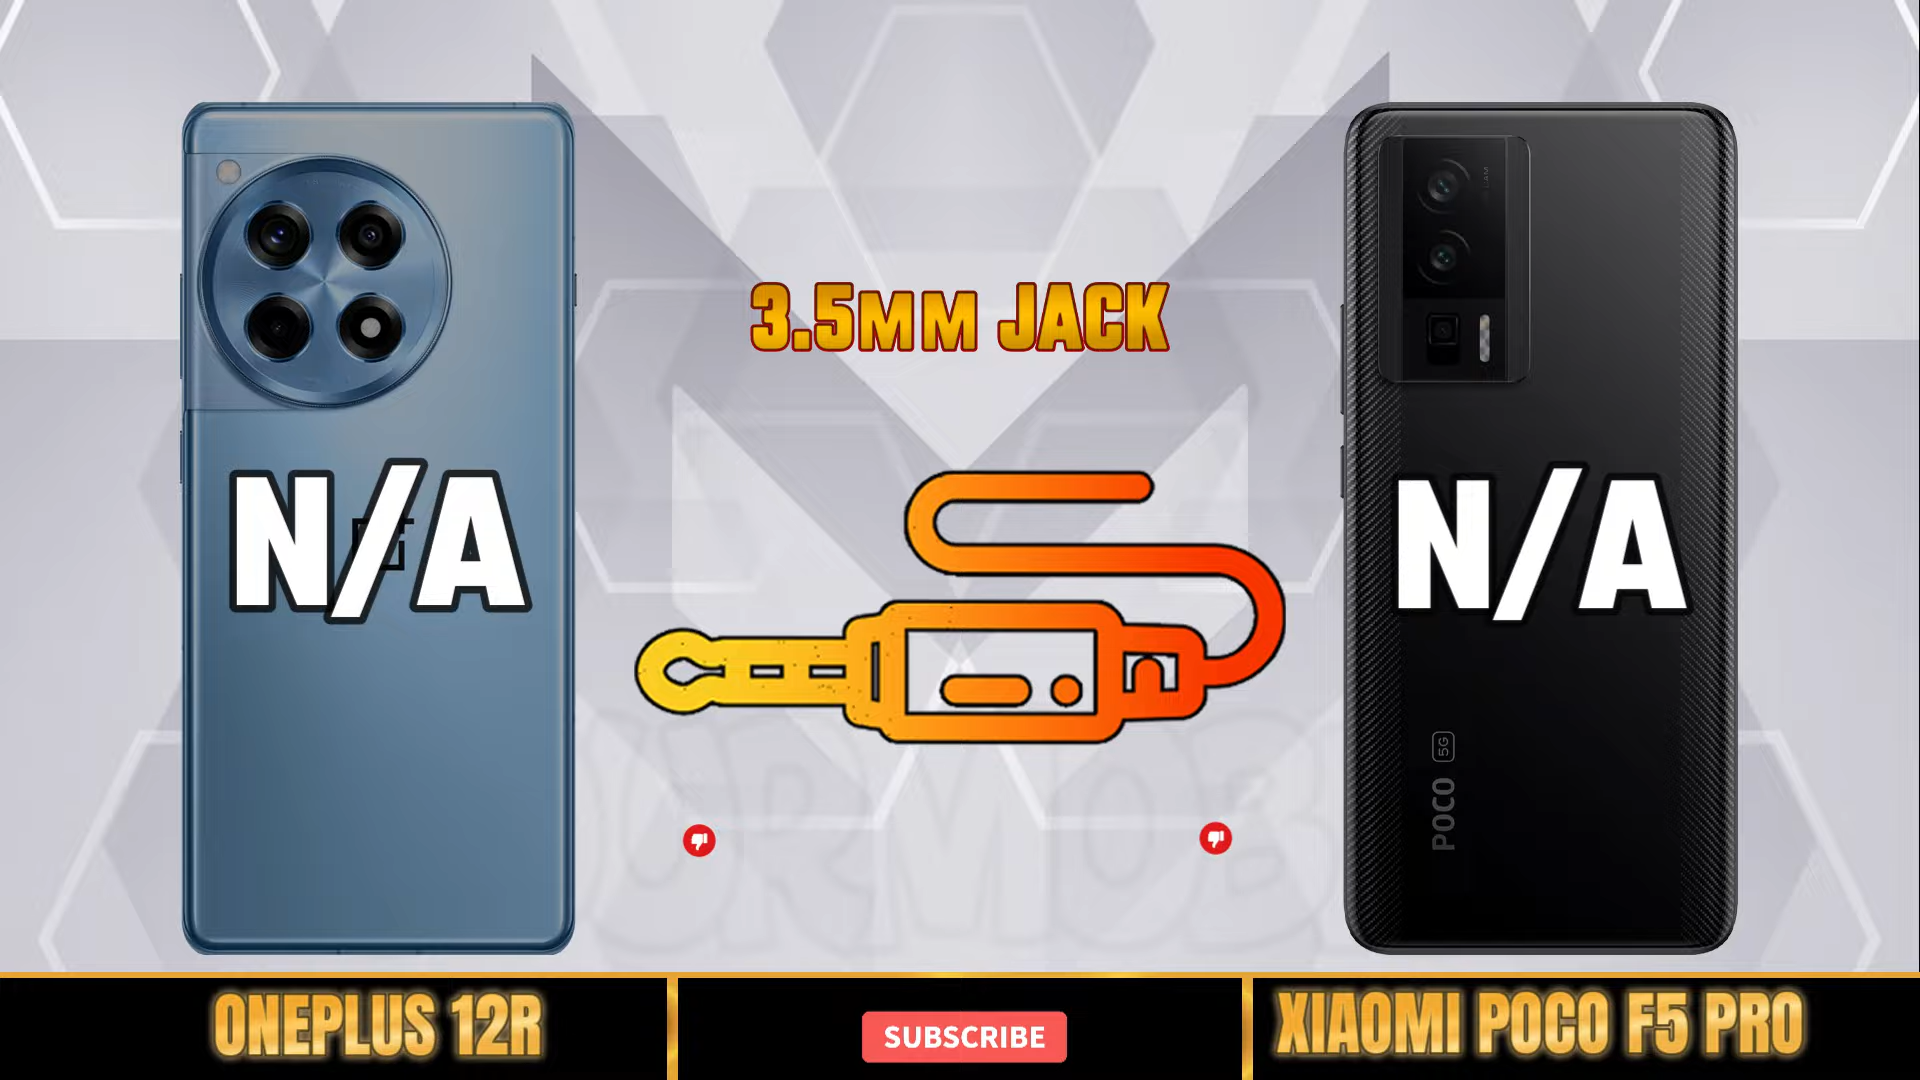 3.5MM JACK
N/A
N/A
5G
POCO
ONEPLUS 12R
SUBSCRIBE
XIAOMI POCO F5 PRO